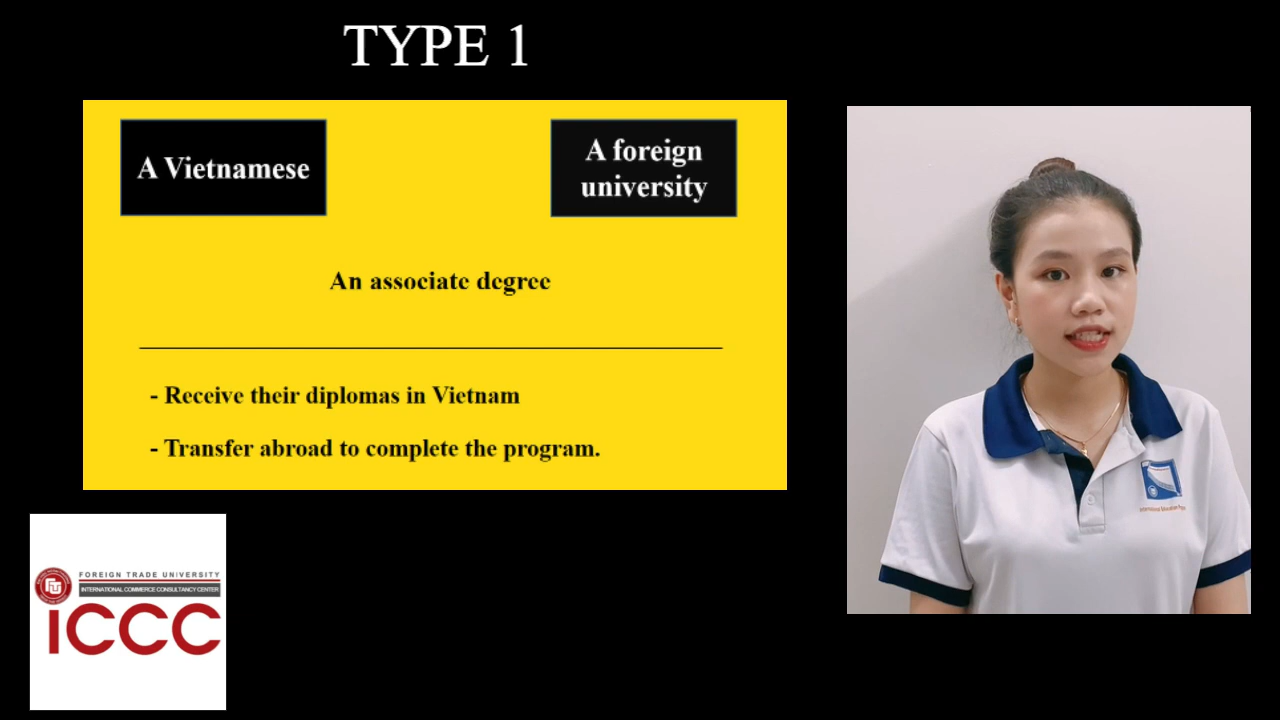 TYPE 1
A Vietnamese
A foreign
university
An associate degree
- Receive their diplomas in Vietnam
- Transfer abroad to complete the program.
FOREIGN TRADE UNIVERSITY
INTERNATIONAL COMMERCE CONSULTANCY CENTER
ICCC